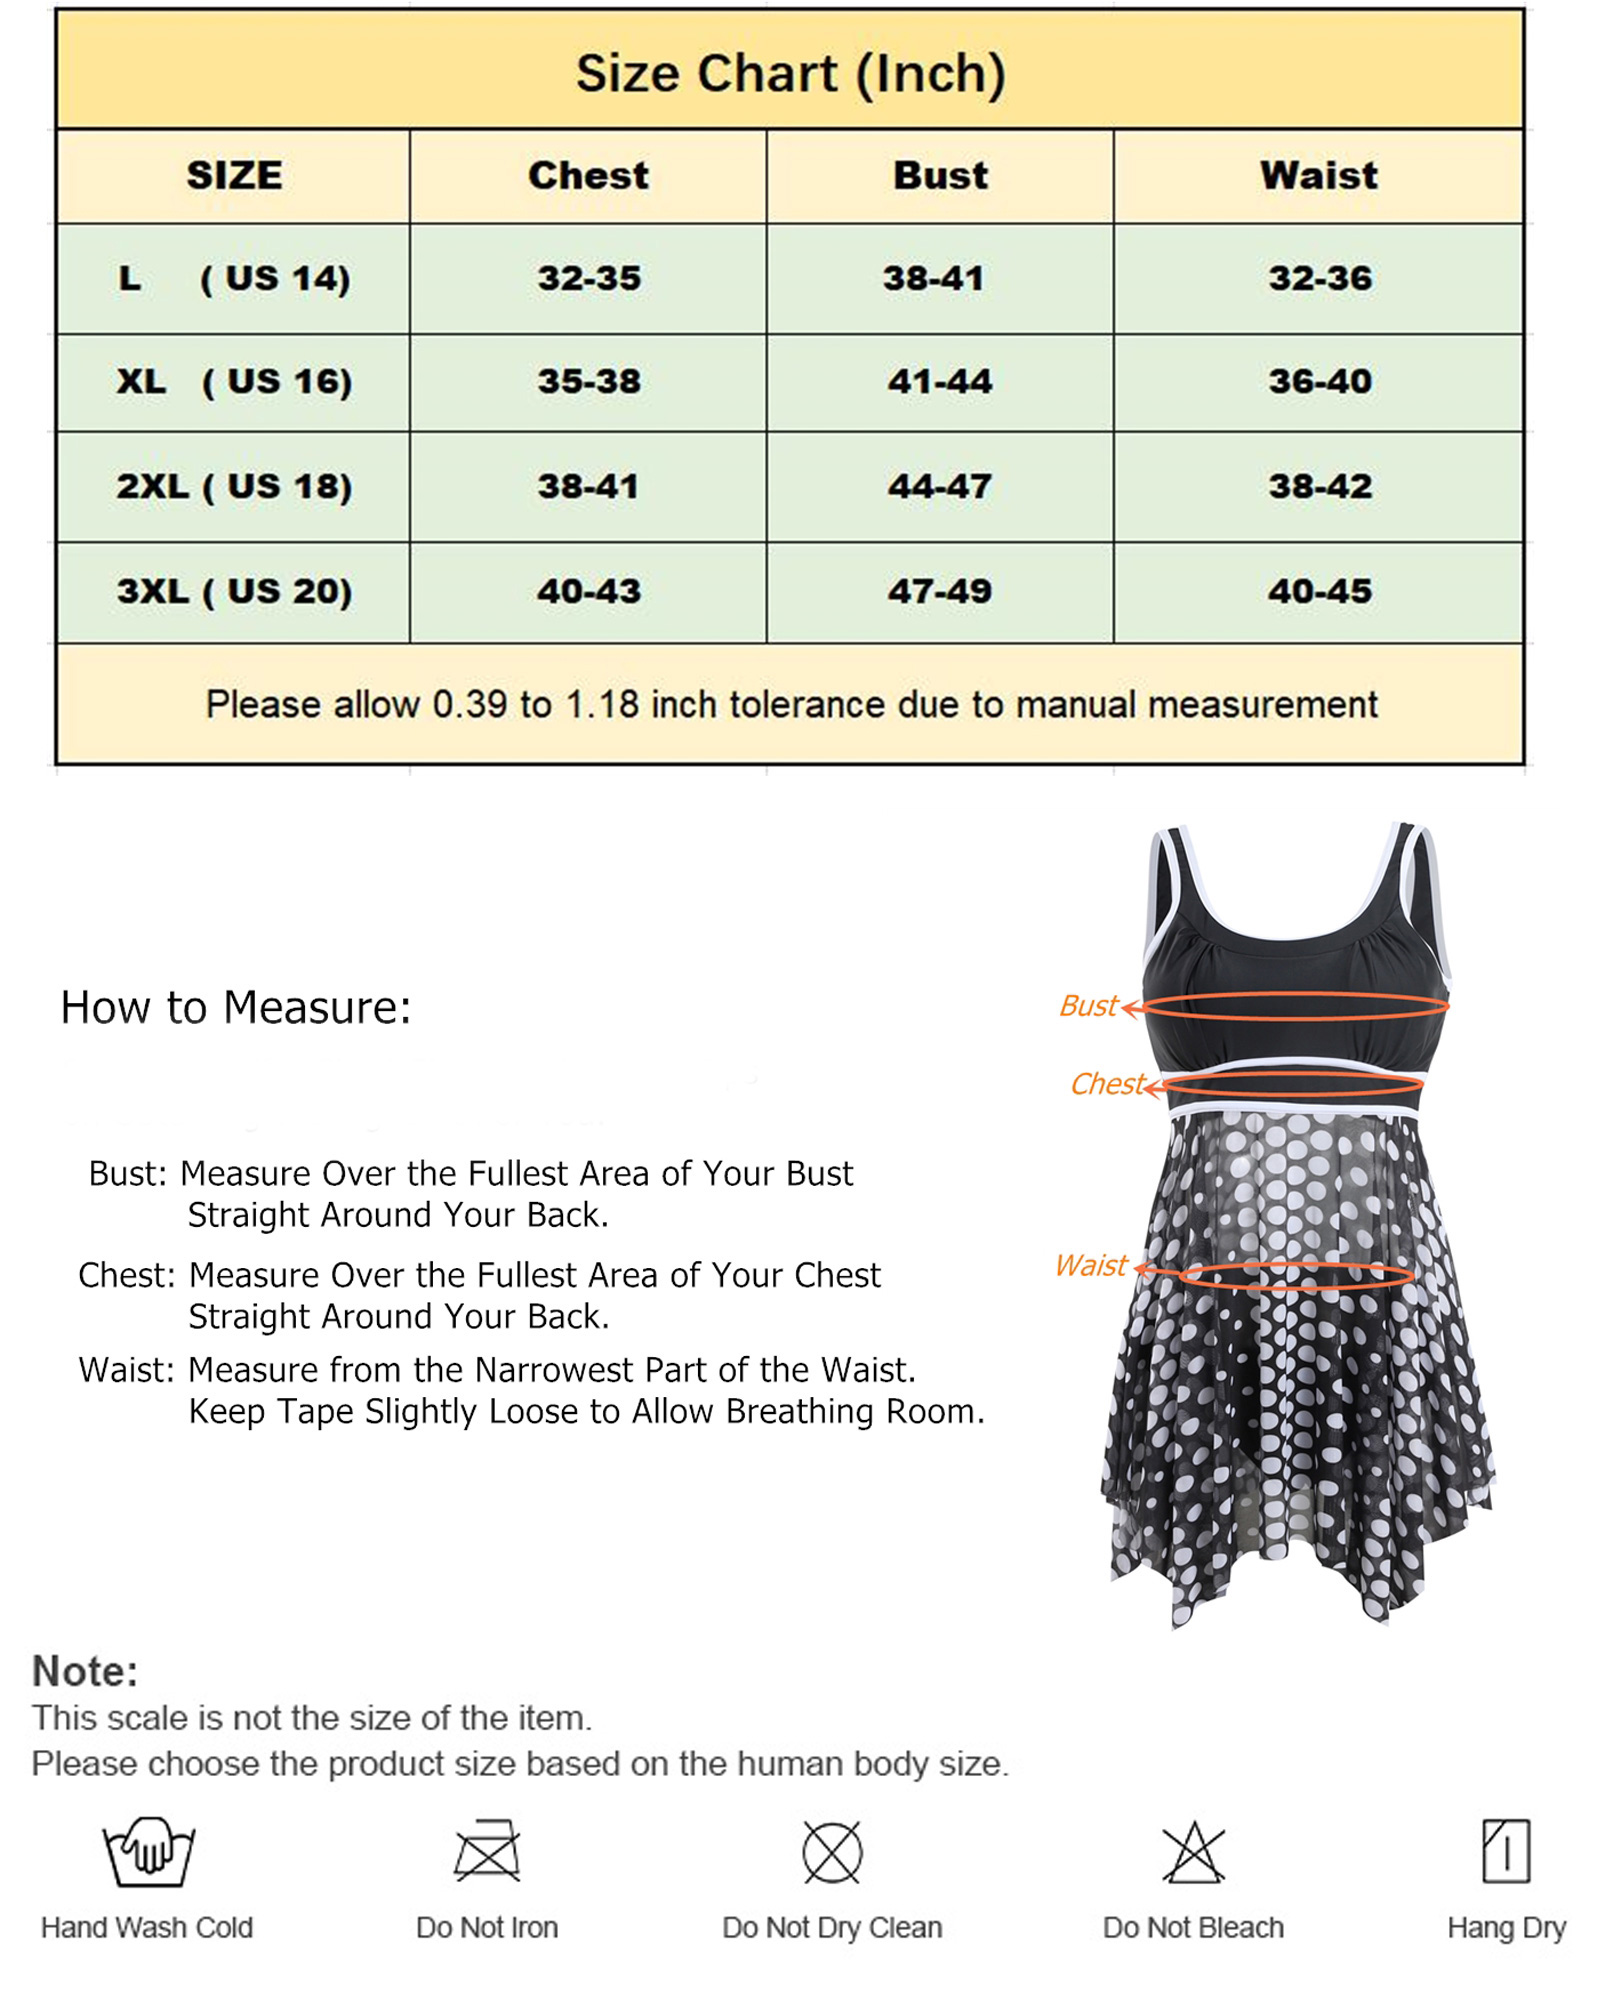 Size Chart (Inch)
SIZE Chest Bust Waist
L ( US 14) 32-35 38-41 32-36
XL ( US 16) 35-38 41-44 36-40
2XL ( US 18) 38-41 44-47 38-42
3XL ( US 20) 40-43 47-49 40-45
Please allow 0.39 to 1.18 inch tolerance due to manual measurement
How to Measure:
Bust: Measure Over the Fullest Area of Your Bust
Straight Around Your Back.
Chest: Measure Over the Fullest Area of Your Chest
Straight Around Your Back.
Waist: Measure from the Narrowest Part of the Waist.
Keep Tape Slightly Loose to Allow Breathing Room.
Bust
Chest
Waist
Note:
This scale is not the size of the item.
Please choose the product size based on the human body size.
Hand Wash Cold Do Not Iron Do Not Dry Clean Do Not Bleach Hang Dry